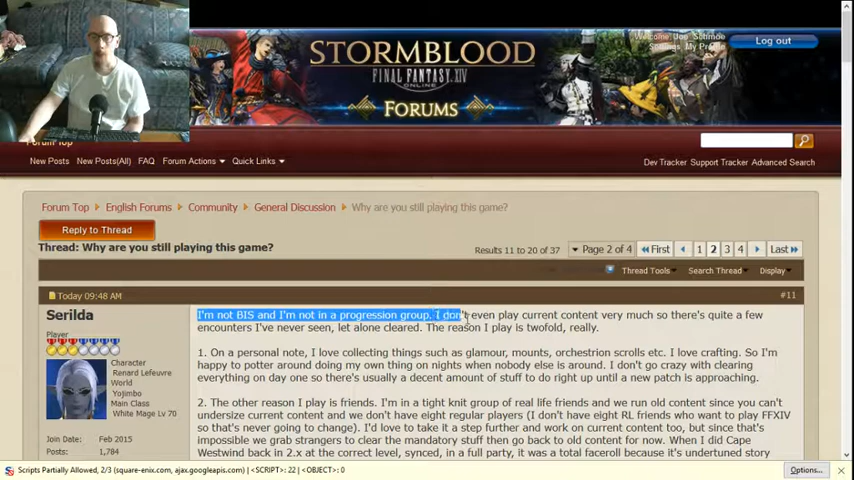 Welcome, Joe Schmoe
Settings My Profile
Log out
STORMBLOOD
FINAL FANTASY XIV
ONLINE
FORUMS
Forum Top
New Posts New Posts(All) FAQ Forum Actions Quick Links
Dev Tracker Support Tracker Advanced Search
Forum Top English Forums Community General Discussion Why are you still playing this game?
Reply to Thread
Thread: Why are you still playing this game?
Results 11 to 20 of 37
Page 2 of 4
First 1 2 3 4 Last
Thread Tools Search Thread Display
Today 09:48 AM
#11
Serilda
Player
Character
Renard Lefeuvre
World
Yojimbo
Main Class
White Mage Lv 70
Join Date: Feb 2015
Posts: 1,784
I'm not BIS and I'm not in a progression group. I don't even play current content very much so there's quite a few
encounters I've never seen, let alone cleared. The reason I play is twofold, really.
1. On a personal note, I love collecting things such as glamour, mounts, orchestrion scrolls etc. I love crafting. So I'm
happy to potter around doing my own thing on nights when nobody else is around. I don't go crazy with clearing
everything on day one so there's usually a decent amount of stuff to do right up until a new patch is approaching.
2. The other reason I play is friends. I'm in a tight knit group of real life friends and we run old content since you can't
undersize current content and we don't have eight regular players (I don't have eight RL friends who want to play FFXIV
so that's never going to change). I'd love to take it a step further and work on current content too, but since that's
impossible we grab strangers to clear the mandatory stuff then go back to old content for now. When I did Cape
Westwind back in 2.x at the correct level, synced, in a full party, it was a total faceroll because it's undertuned story
Scripts Partially Allowed, 2/3 (square-enix.com, ajax.googleapis.com) | <SCRIPT>: 22 | <OBJECT>: 0
Options...